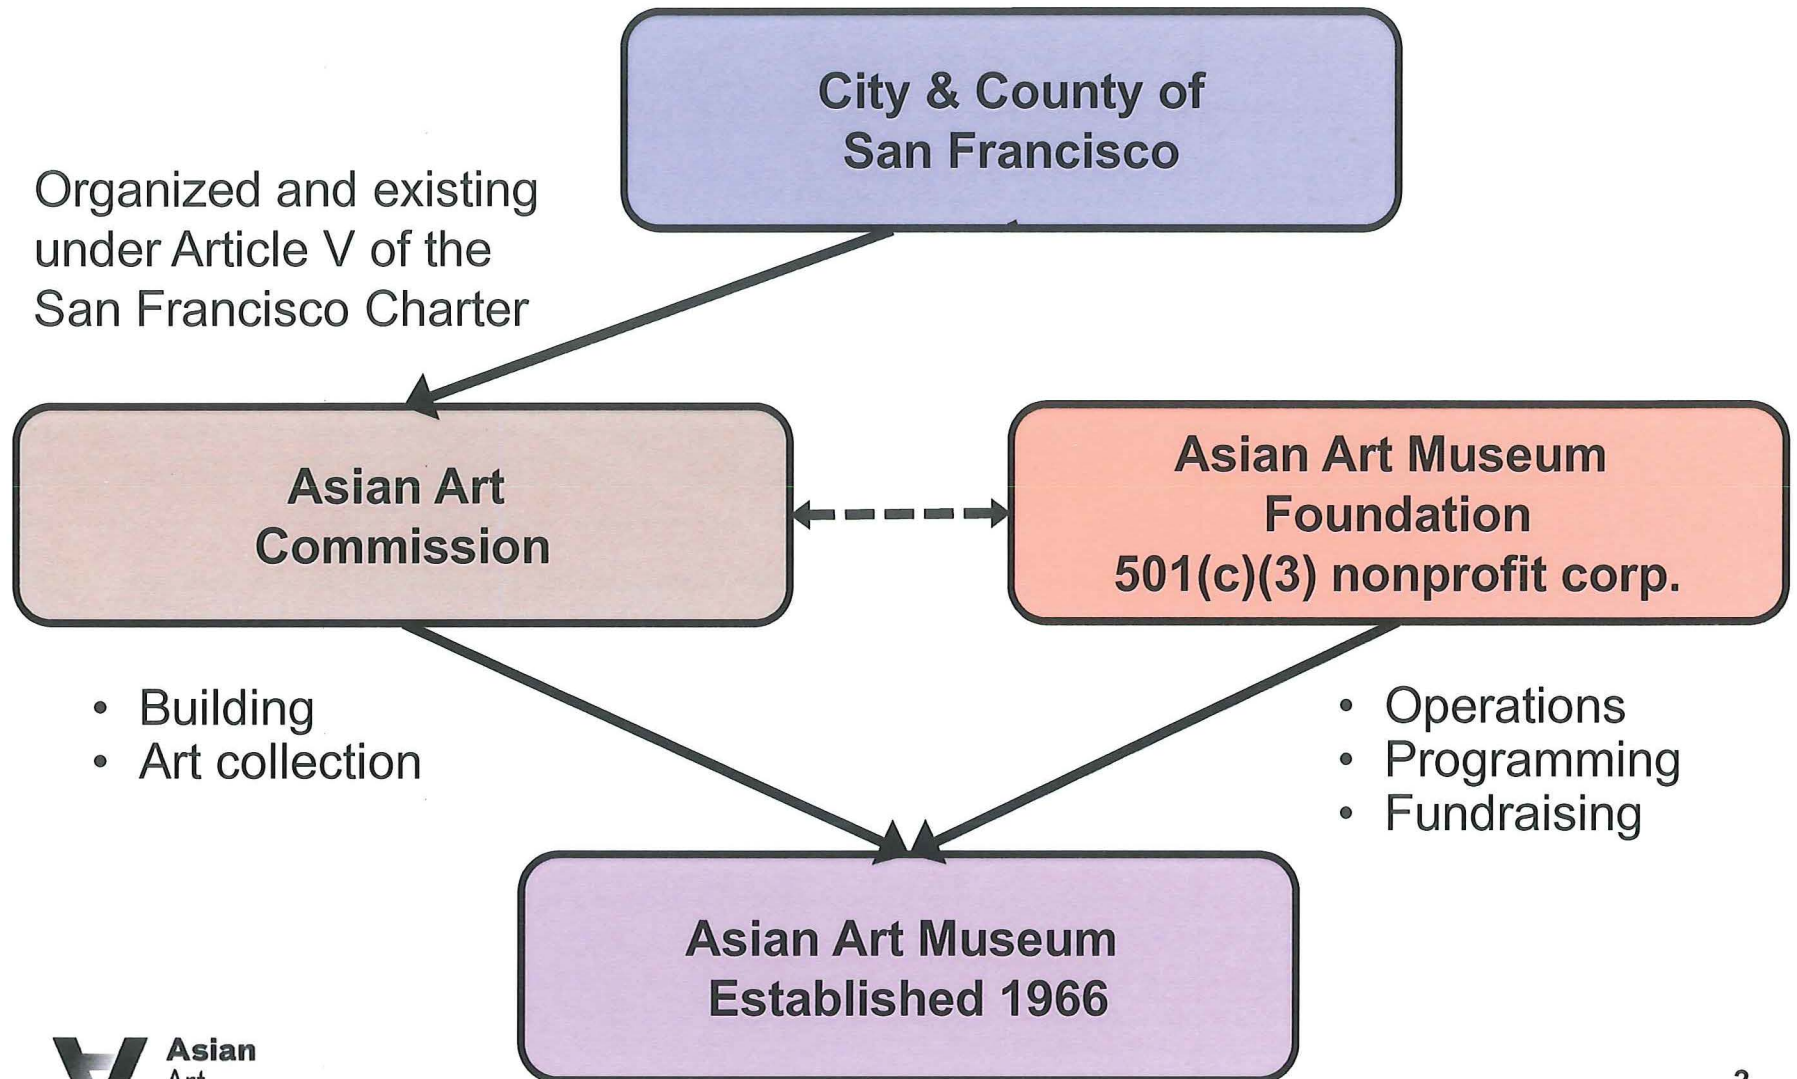 City & County of
San Francisco
Organized and existing
under Article V of the
San Francisco Charter
Asian Art
Commission
Asian Art Museum
Foundation
501(c)(3) nonprofit corp.
• Building
• Art collection
• Operations
• Programming
• Fundraising
Asian Art Museum
Established 1966
Asian
Art